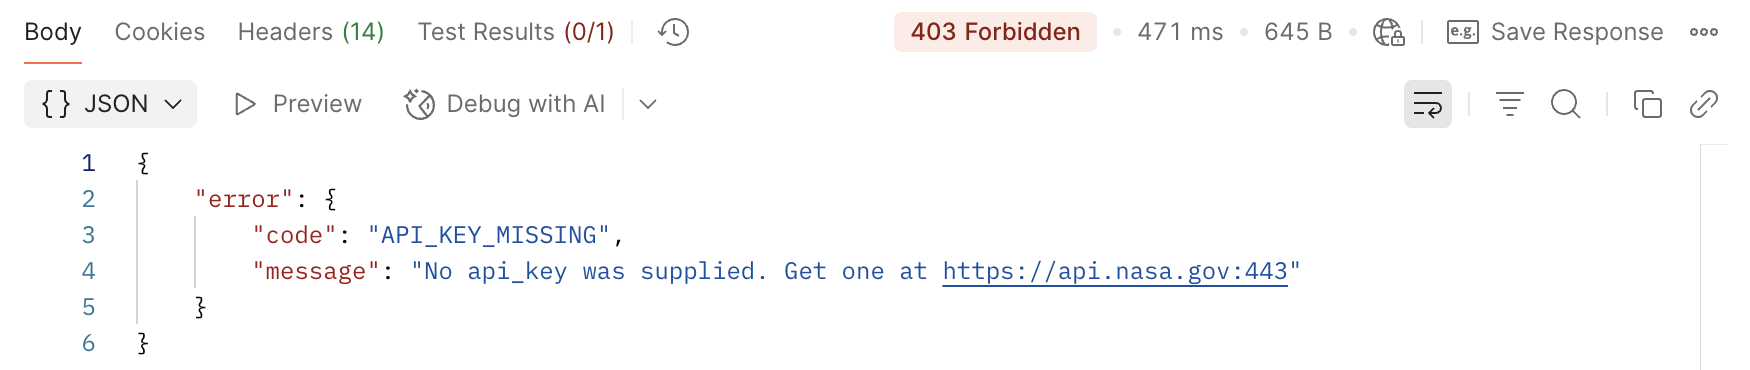 Body Cookies Headers (14) Test Results (0/1) 403 Forbidden • 471 ms • 645 B • e.g. Save Response
{} JSON Preview Debug with AI
1 {
2     "error": {
3         "code": "API_KEY_MISSING",
4         "message": "No api_key was supplied. Get one at https://api.nasa.gov:443"
5     }
6 }